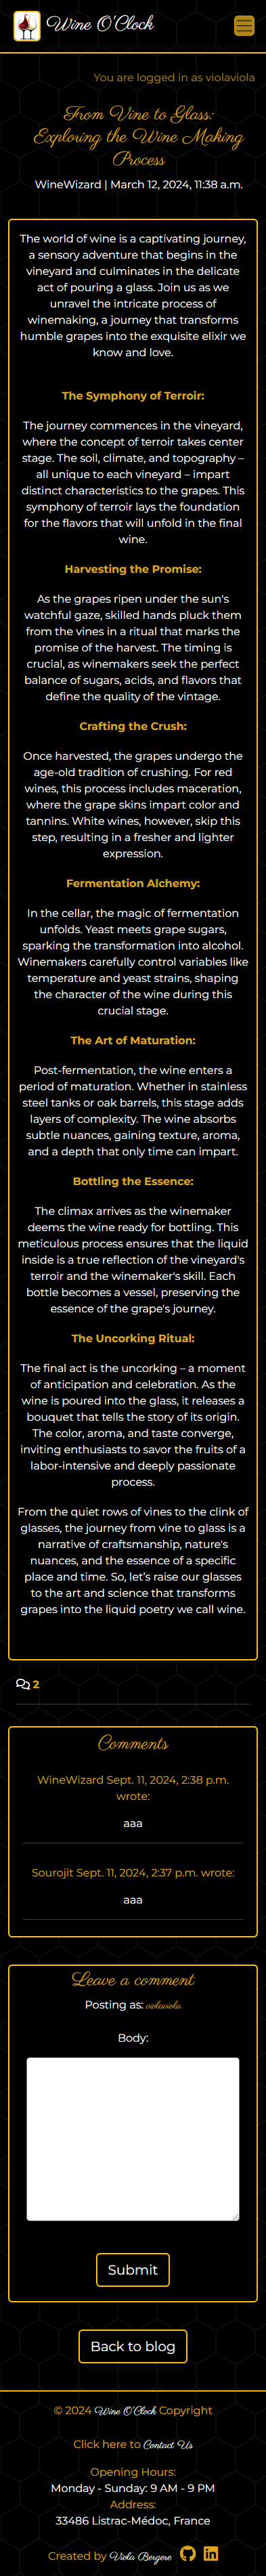 Wine O'Clock
You are logged in as violaviola
From Vine to Glass:
Exploring the Wine Making
Process
WineWizard | March 12, 2024, 11:38 a.m.
The world of wine is a captivating journey,
a sensory adventure that begins in the
vineyard and culminates in the delicate
act of pouring a glass. Join us as we
unravel the intricate process of
winemaking, a journey that transforms
humble grapes into the exquisite elixir we
know and love.
The Symphony of Terroir:
The journey commences in the vineyard,
where the concept of terroir takes center
stage. The soil, climate, and topography –
all unique to each vineyard – impart
distinct characteristics to the grapes. This
symphony of terroir lays the foundation
for the flavors that will unfold in the final
wine.
Harvesting the Promise:
As the grapes ripen under the sun's
watchful gaze, skilled hands pluck them
from the vines in a ritual that marks the
promise of the harvest. The timing is
crucial, as winemakers seek the perfect
balance of sugars, acids, and flavors that
define the quality of the vintage.
Crafting the Crush:
Once harvested, the grapes undergo the
age-old tradition of crushing. For red
wines, this process includes maceration,
where the grape skins impart color and
tannins. White wines, however, skip this
step, resulting in a fresher and lighter
expression.
Fermentation Alchemy:
In the cellar, the magic of fermentation
unfolds. Yeast meets grape sugars,
sparking the transformation into alcohol.
Winemakers carefully control variables like
temperature and yeast strains, shaping
the character of the wine during this
crucial stage.
The Art of Maturation:
Post-fermentation, the wine enters a
period of maturation. Whether in stainless
steel tanks or oak barrels, this stage adds
layers of complexity. The wine absorbs
subtle nuances, gaining texture, aroma,
and a depth that only time can impart.
Bottling the Essence:
The climax arrives as the winemaker
deems the wine ready for bottling. This
meticulous process ensures that the liquid
inside is a true reflection of the vineyard's
terroir and the winemaker's skill. Each
bottle becomes a vessel, preserving the
essence of the grape's journey.
The Uncorking Ritual:
The final act is the uncorking – a moment
of anticipation and celebration. As the
wine is poured into the glass, it releases a
bouquet that tells the story of its origin.
The color, aroma, and taste converge,
inviting enthusiasts to savor the fruits of a
labor-intensive and deeply passionate
process.
From the quiet rows of vines to the clink of
glasses, the journey from vine to glass is a
narrative of craftsmanship, nature's
nuances, and the essence of a specific
place and time. So, let's raise our glasses
to the art and science that transforms
grapes into the liquid poetry we call wine.
2
Comments
WineWizard Sept. 11, 2024, 2:38 p.m.
wrote:
aaa
Sourojit Sept. 11, 2024, 2:37 p.m. wrote:
aaa
Leave a comment
Posting as: violaviola
Body:
Submit
Back to blog
© 2024 Wine O'Clock Copyright
Click here to Contact Us
Opening Hours:
Monday - Sunday: 9 AM - 9 PM
Address:
33486 Listrac-Médoc, France
Created by Viola Bergere